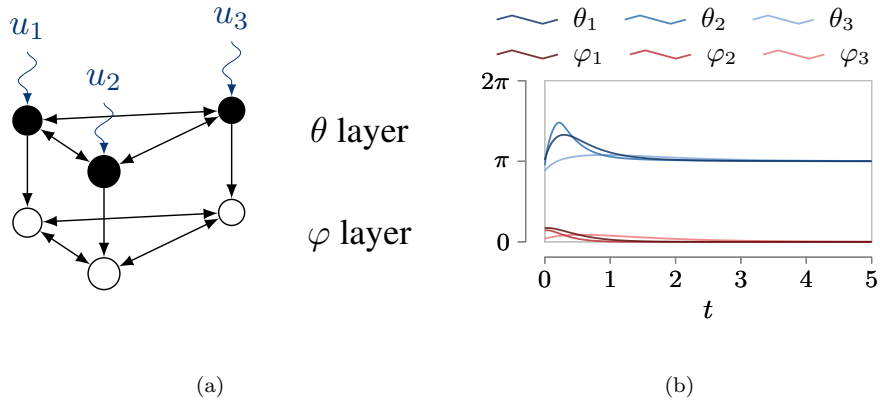 u₁
u₂
u₃
θ layer
φ layer
(a)
θ₁ θ₂ θ₃
φ₁ φ₂ φ₃
2π
π
0
0 1 2 3 4 5
t
(b)